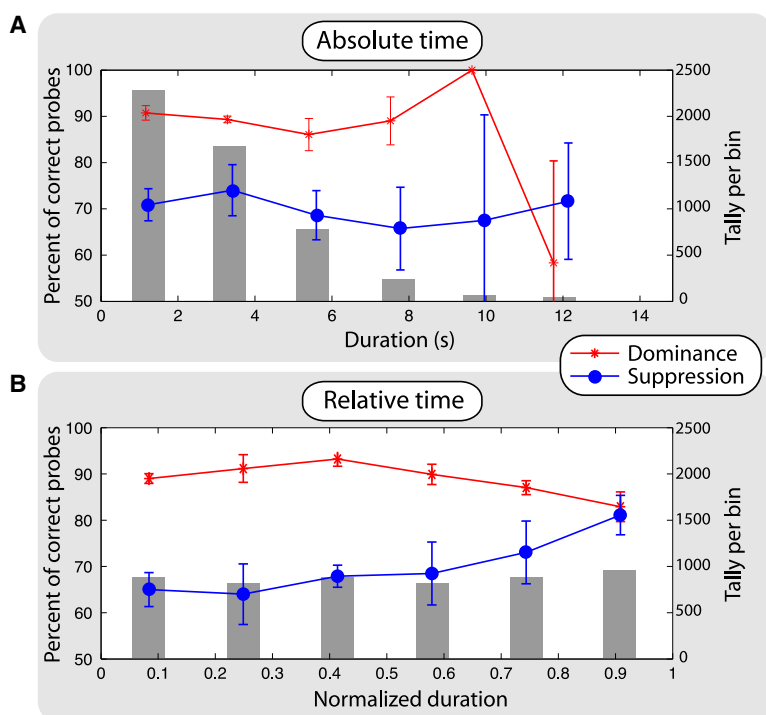 A
Absolute time
100
90
80
70
60
50
Percent of correct probes
2500
2000
1500
1000
500
0
Tally per bin
0 2 4 6 8 10 12 14
Duration (s)
Dominance
Suppression
B
Relative time
100
90
80
70
60
50
Percent of correct probes
2500
2000
1500
1000
500
0
Tally per bin
0 0.1 0.2 0.3 0.4 0.5 0.6 0.7 0.8 0.9 1
Normalized duration